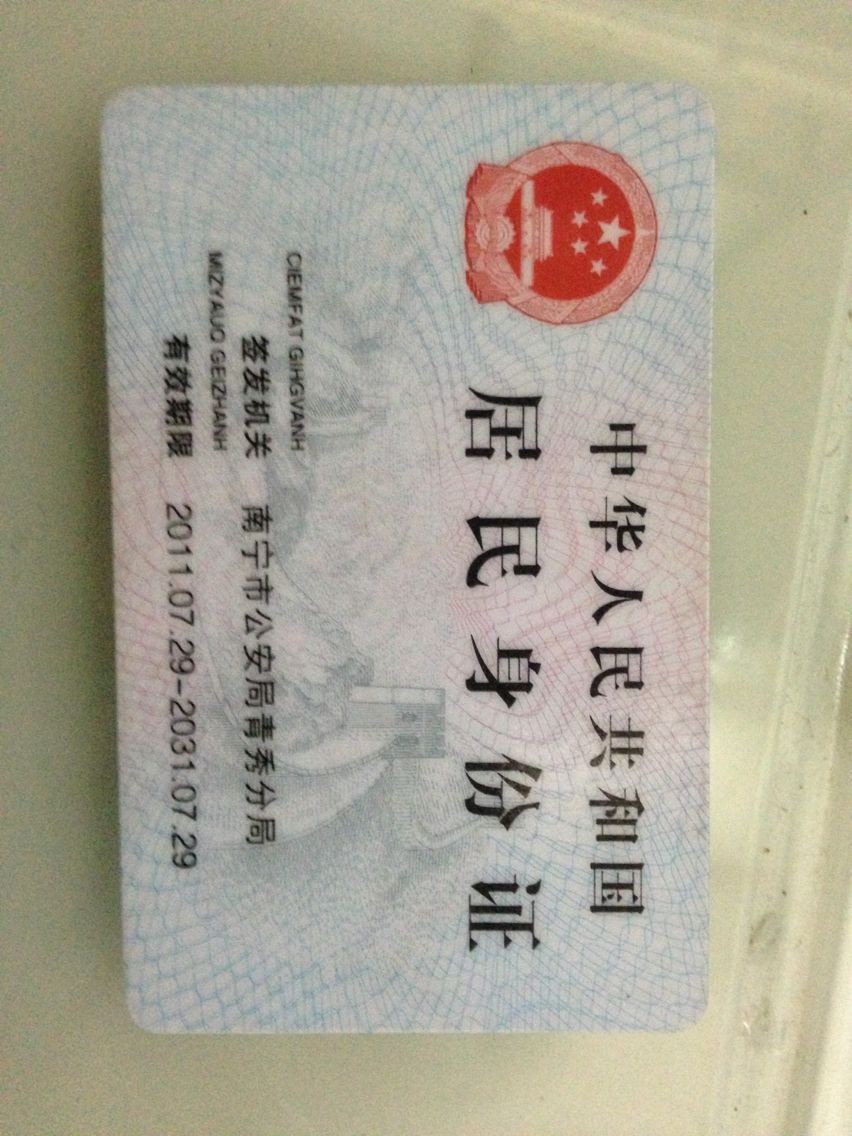 中华人民共和国
居民身份证
CIEMFAT GIHGVANH
签发机关 南宁市公安局青秀分局
MIZYAUQ GEIZHANH
有效期限 2011.07.29-2031.07.29